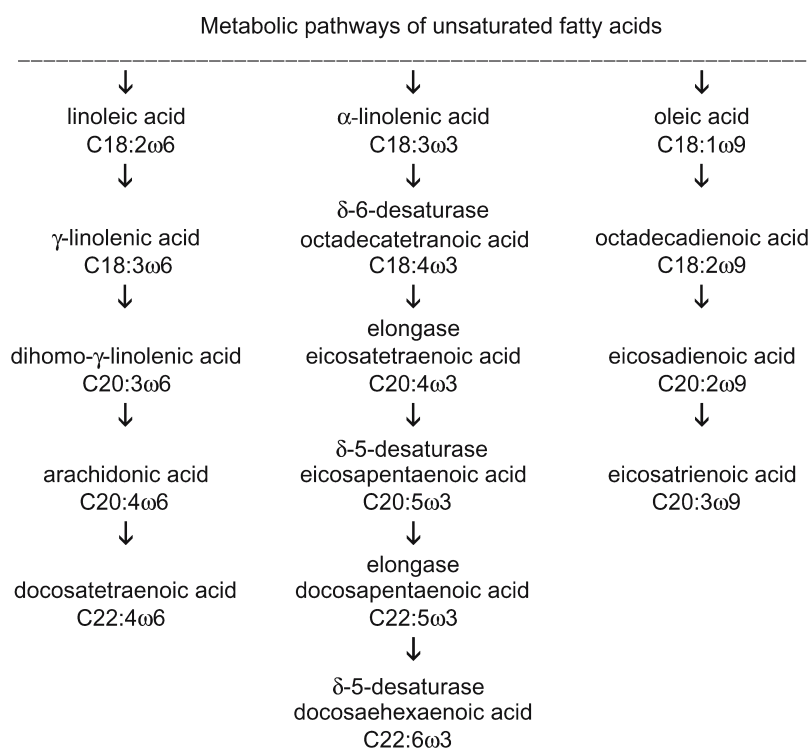 Metabolic pathways of unsaturated fatty acids
linoleic acid
C18:2ω6
γ-linolenic acid
C18:3ω6
dihomo-γ-linolenic acid
C20:3ω6
arachidonic acid
C20:4ω6
docosatetraenoic acid
C22:4ω6
α-linolenic acid
C18:3ω3
δ-6-desaturase
octadecatetranoic acid
C18:4ω3
elongase
eicosatetraenoic acid
C20:4ω3
δ-5-desaturase
eicosapentaenoic acid
C20:5ω3
elongase
docosapentaenoic acid
C22:5ω3
δ-5-desaturase
docosaehexaenoic acid
C22:6ω3
oleic acid
C18:1ω9
octadecadienoic acid
C18:2ω9
eicosadienoic acid
C20:2ω9
eicosatrienoic acid
C20:3ω9